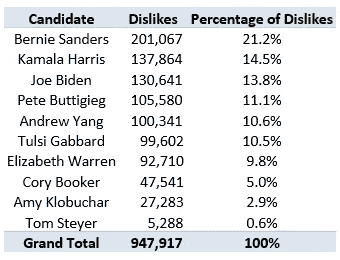 Candidate Dislikes Percentage of Dislikes
Bernie Sanders 201,067 21.2%
Kamala Harris 137,864 14.5%
Joe Biden 130,641 13.8%
Pete Buttigieg 105,580 11.1%
Andrew Yang 100,341 10.6%
Tulsi Gabbard 99,602 10.5%
Elizabeth Warren 92,710 9.8%
Cory Booker 47,541 5.0%
Amy Klobuchar 27,283 2.9%
Tom Steyer 5,288 0.6%
Grand Total 947,917 100%